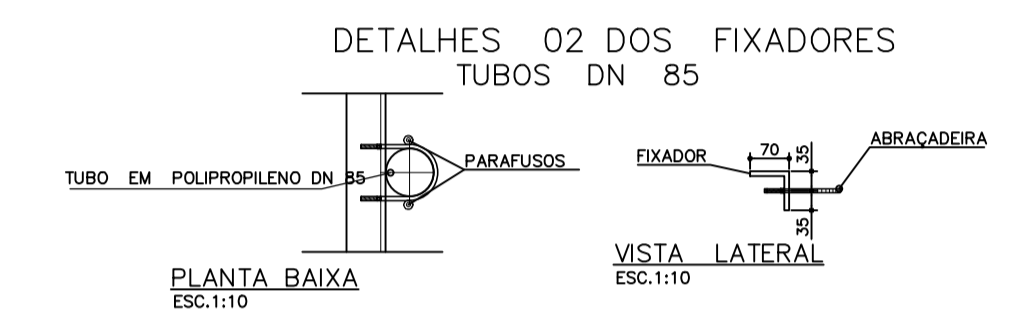 DETALHES 02 DOS FIXADORES
TUBOS DN 85
TUBO EM POLIPROPILENO DN 85
PARAFUSOS
PLANTA BAIXA
ESC.1:10
FIXADOR
70
35
35
ABRAÇADEIRA
VISTA LATERAL
ESC.1:10